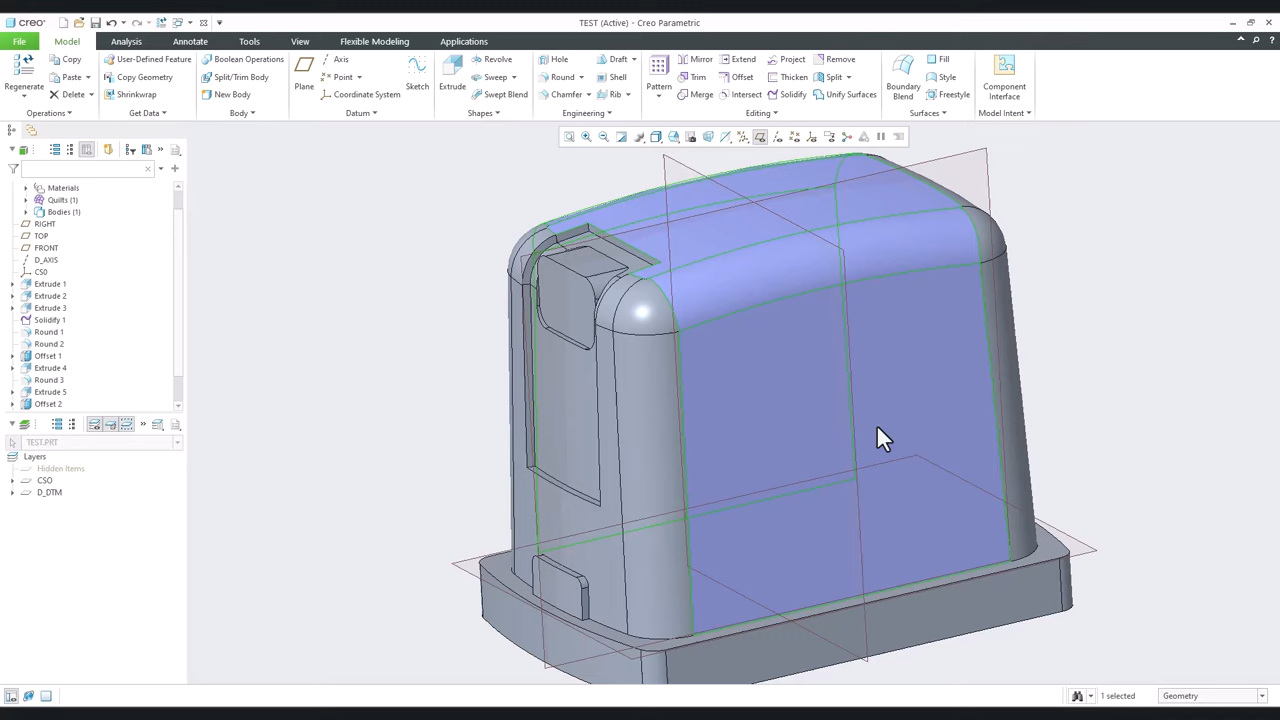 creo
TEST (Active) - Creo Parametric
File Model Analysis Annotate Tools View Flexible Modeling Applications
Regenerate
Copy
Paste
Delete
Operations
User-Defined Feature
Copy Geometry
Shrinkwrap
Get Data
Boolean Operations
Split/Trim Body
New Body
Body
Plane
Axis
Point
Coordinate System
Sketch
Datum
Extrude
Revolve
Sweep
Swept Blend
Shapes
Hole
Round
Chamfer
Draft
Shell
Rib
Engineering
Pattern
Mirror
Trim
Merge
Extend
Offset
Intersect
Project
Thicken
Solidify
Remove
Split
Unify Surfaces
Editing
Boundary
Blend
Fill
Style
Freestyle
Surfaces
Component
Interface
Model Intent
Materials
Quilts (1)
Bodies (1)
RIGHT
TOP
FRONT
D_AXIS
CS0
Extrude 1
Extrude 2
Extrude 3
Solidify 1
Round 1
Round 2
Offset 1
Extrude 4
Round 3
Extrude 5
Offset 2
TEST.PRT
Layers
Hidden Items
CSO
D_DTM
1 selected
Geometry